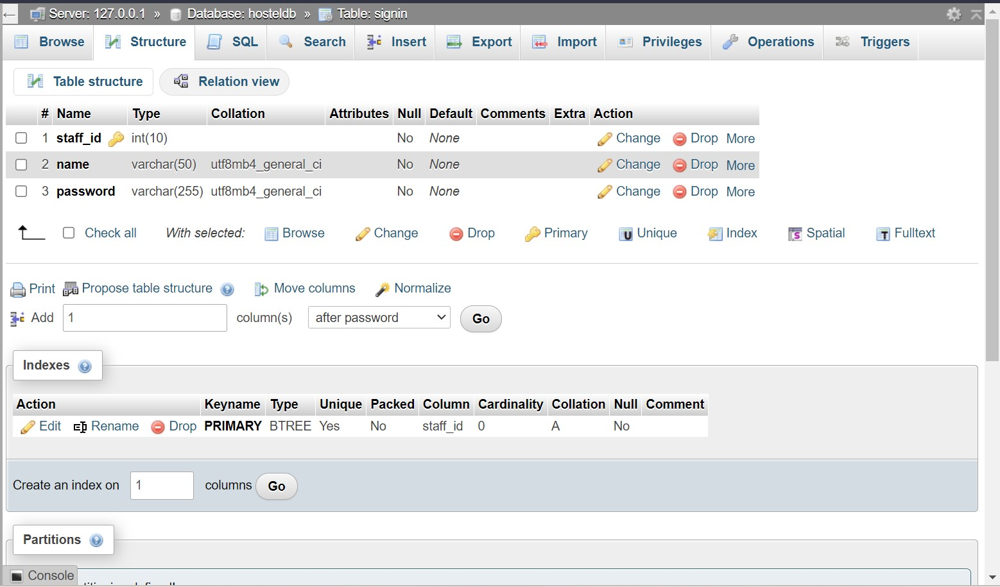 Server: 127.0.0.1 » Database: hosteldb » Table: signin
Browse Structure SQL Search Insert Export Import Privileges Operations Triggers
Table structure Relation view
# Name Type Collation Attributes Null Default Comments Extra Action
1 staff_id int(10) No None Change Drop More
2 name varchar(50) utf8mb4_general_ci No None Change Drop More
3 password varchar(255) utf8mb4_general_ci No None Change Drop More
Check all With selected: Browse Change Drop Primary Unique Index Spatial Fulltext
Print Propose table structure Move columns Normalize
Add 1 column(s) after password Go
Indexes
Action Keyname Type Unique Packed Column Cardinality Collation Null Comment
Edit Rename Drop PRIMARY BTREE Yes No staff_id 0 A No
Create an index on 1 columns Go
Partitions
Console